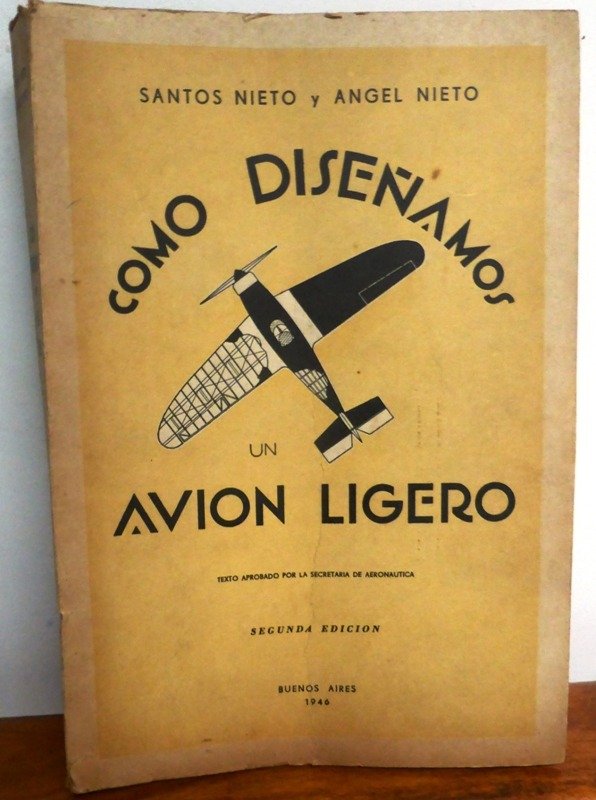 SANTOS NIETO y ANGEL NIETO
COMO DISEÑAMOS
UN
AVION LIGERO
TEXTO APROBADO POR LA SECRETARIA DE AERONAUTICA
SEGUNDA EDICION
BUENOS AIRES
1946